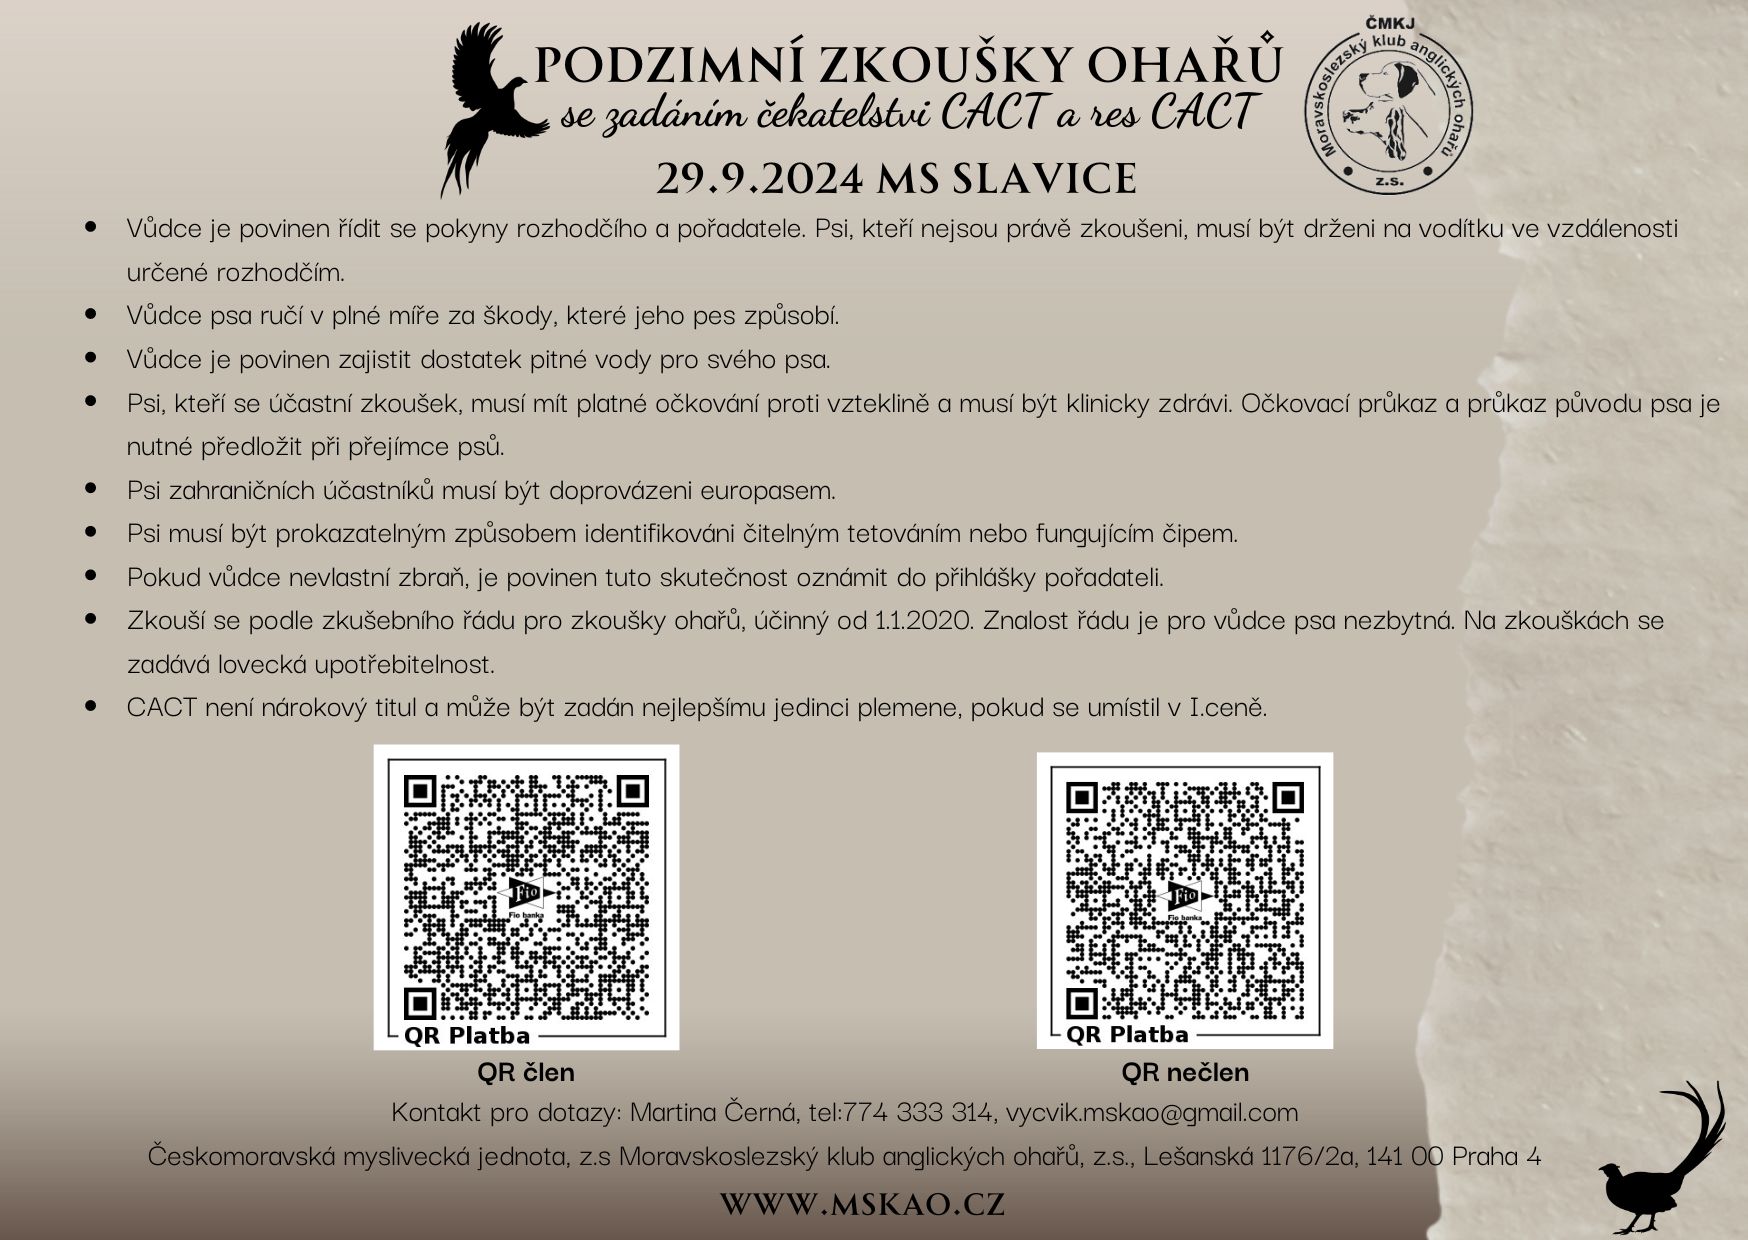 PODZIMNÍ ZKOUŠKY OHAŘŮ
se zadáním čekatelstvi CACT a res CACT
29.9.2024 MS SLAVICE
ČMKJ
Moravskoslezský klub anglických ohařů
z.s.
• Vůdce je povinen řídit se pokyny rozhodčího a pořadatele. Psi, kteří nejsou právě zkoušeni, musí být drženi na vodítku ve vzdálenosti
určené rozhodčím.
• Vůdce psa ručí v plné míře za škody, které jeho pes způsobí.
• Vůdce je povinen zajistit dostatek pitné vody pro svého psa.
• Psi, kteří se účastní zkoušek, musí mít platné očkování proti vzteklině a musí být klinicky zdrávi. Očkovací průkaz a průkaz původu psa je
nutné předložit při přejímce psů.
• Psi zahraničních účastníků musí být doprovázeni europasem.
• Psi musí být prokazatelným způsobem identifikováni čitelným tetováním nebo fungujícím čipem.
• Pokud vůdce nevlastní zbraň, je povinen tuto skutečnost oznámit do přihlášky pořadateli.
• Zkouší se podle zkušebního řádu pro zkoušky ohařů, účinný od 1.1.2020. Znalost řádu je pro vůdce psa nezbytná. Na zkouškách se
zadává lovecká upotřebitelnost.
• CACT není nárokový titul a může být zadán nejlepšímu jedinci plemene, pokud se umístil v I.ceně.
Fio
Fio banka
QR Platba
QR člen
Fio
Fio banka
QR Platba
QR nečlen
Kontakt pro dotazy: Martina Černá, tel:774 333 314, vycvik.mskao@gmail.com
Českomoravská myslivecká jednota, z.s Moravskoslezský klub anglických ohařů, z.s., Lešanská 1176/2a, 141 00 Praha 4
WWW.MSKAO.CZ